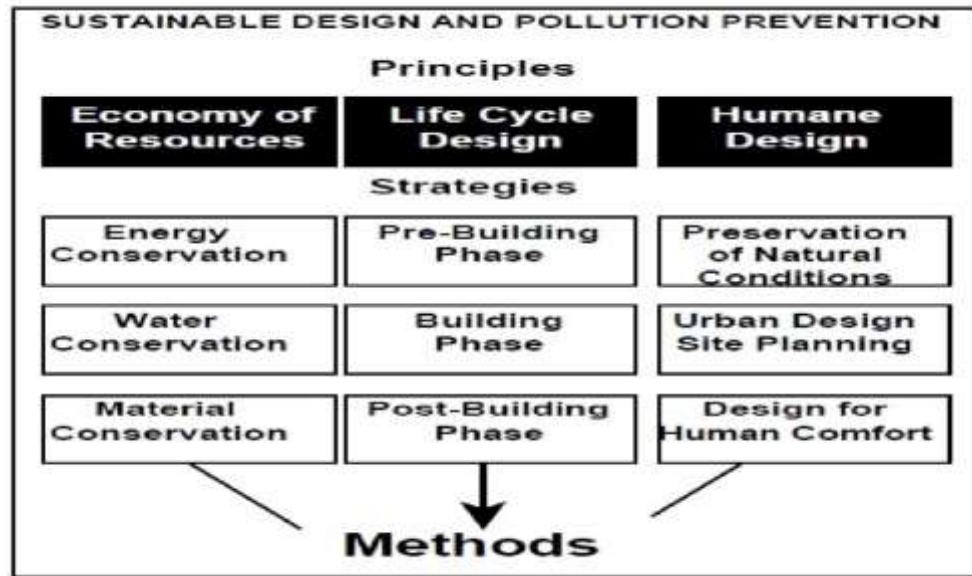 SUSTAINABLE DESIGN AND POLLUTION PREVENTION
Principles
Economy of
Resources
Life Cycle
Design
Humane
Design
Strategies
Energy
Conservation
Pre-Building
Phase
Preservation
of Natural
Conditions
Water
Conservation
Building
Phase
Urban Design
Site Planning
Material
Conservation
Post-Building
Phase
Design for
Human Comfort
Methods